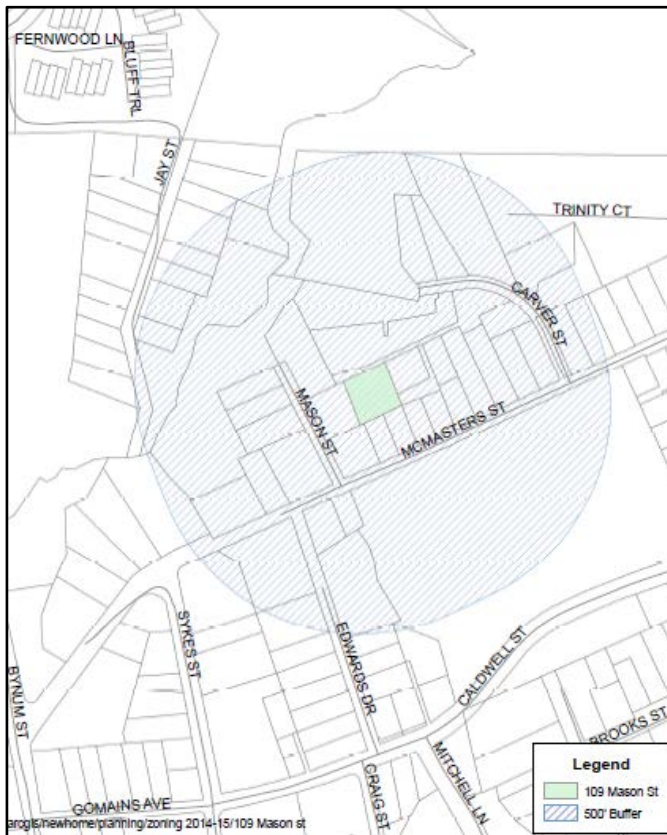 FERNWOOD LN
BLUFF TRL
JAY ST
TRINITY CT
CARVER ST
MASON ST
MCMASTERS ST
SYKES ST
EDWARDS DR
CALDWELL ST
BYNUM ST
BROOKS ST
MITCHELL LN
CRAIG ST
GOMAINS AVE
arcgis/newhome/planning/zoning 2014-15/109 Mason st
Legend
109 Mason St
500' Buffer